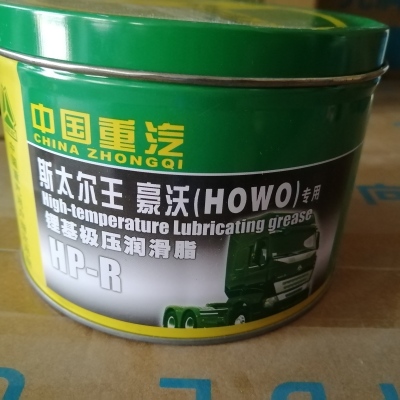 中国重汽
CHINA ZHONGQI
斯太尔王 豪沃(HOWO)专用
High-temperature Lubricating grease
锂基极压润滑脂
HP-R